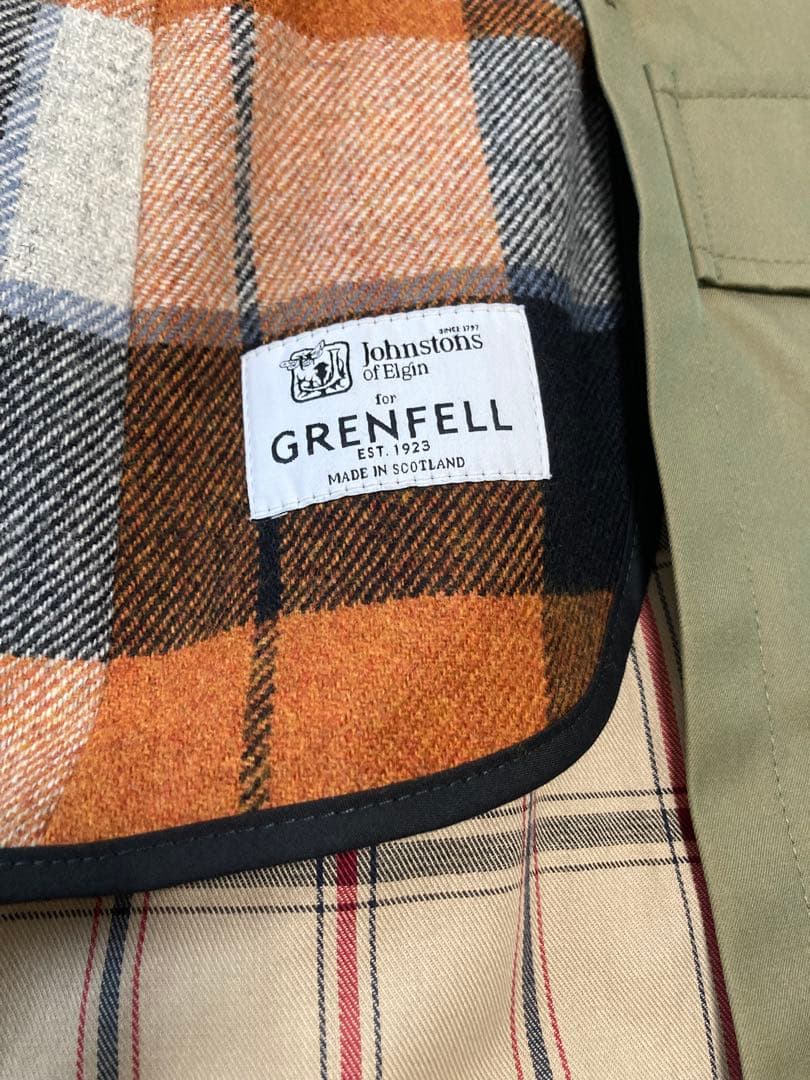 SINCE 1797
Johnstons
of Elgin
for
GRENFELL
EST. 1923
MADE IN SCOTLAND